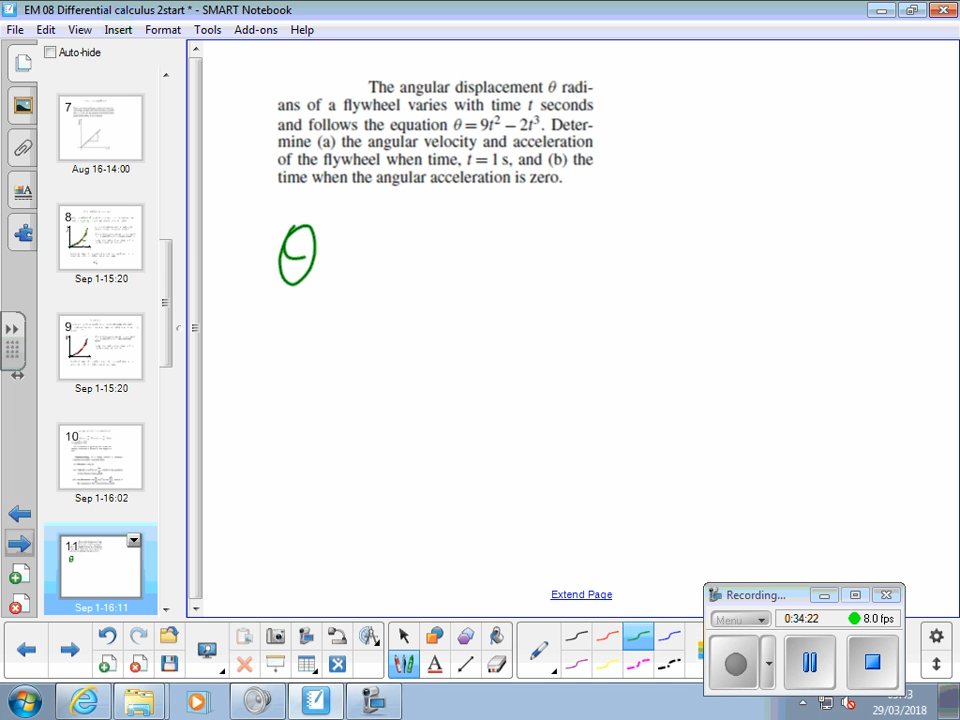 EM 08 Differential calculus 2start * - SMART Notebook
File Edit View Insert Format Tools Add-ons Help
Auto-hide
7
Aug 16-14:00
8
Sep 1-15:20
9
Sep 1-15:20
10
Sep 1-16:02
11
Sep 1-16:11
The angular displacement θ radi-
ans of a flywheel varies with time t seconds
and follows the equation θ = 9t² − 2t³. Deter-
mine (a) the angular velocity and acceleration
of the flywheel when time, t = 1 s, and (b) the
time when the angular acceleration is zero.
θ
Extend Page
Recording...
Menu 0:34:22 8.0 fps
A
29/03/2018